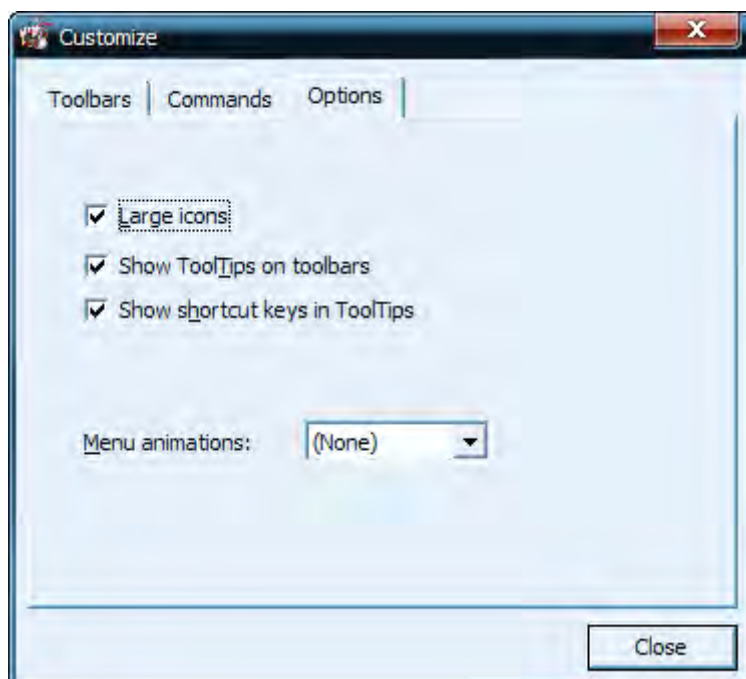 Customize
Toolbars Commands Options
Large icons
Show ToolTips on toolbars
Show shortcut keys in ToolTips
Menu animations: (None)
Close